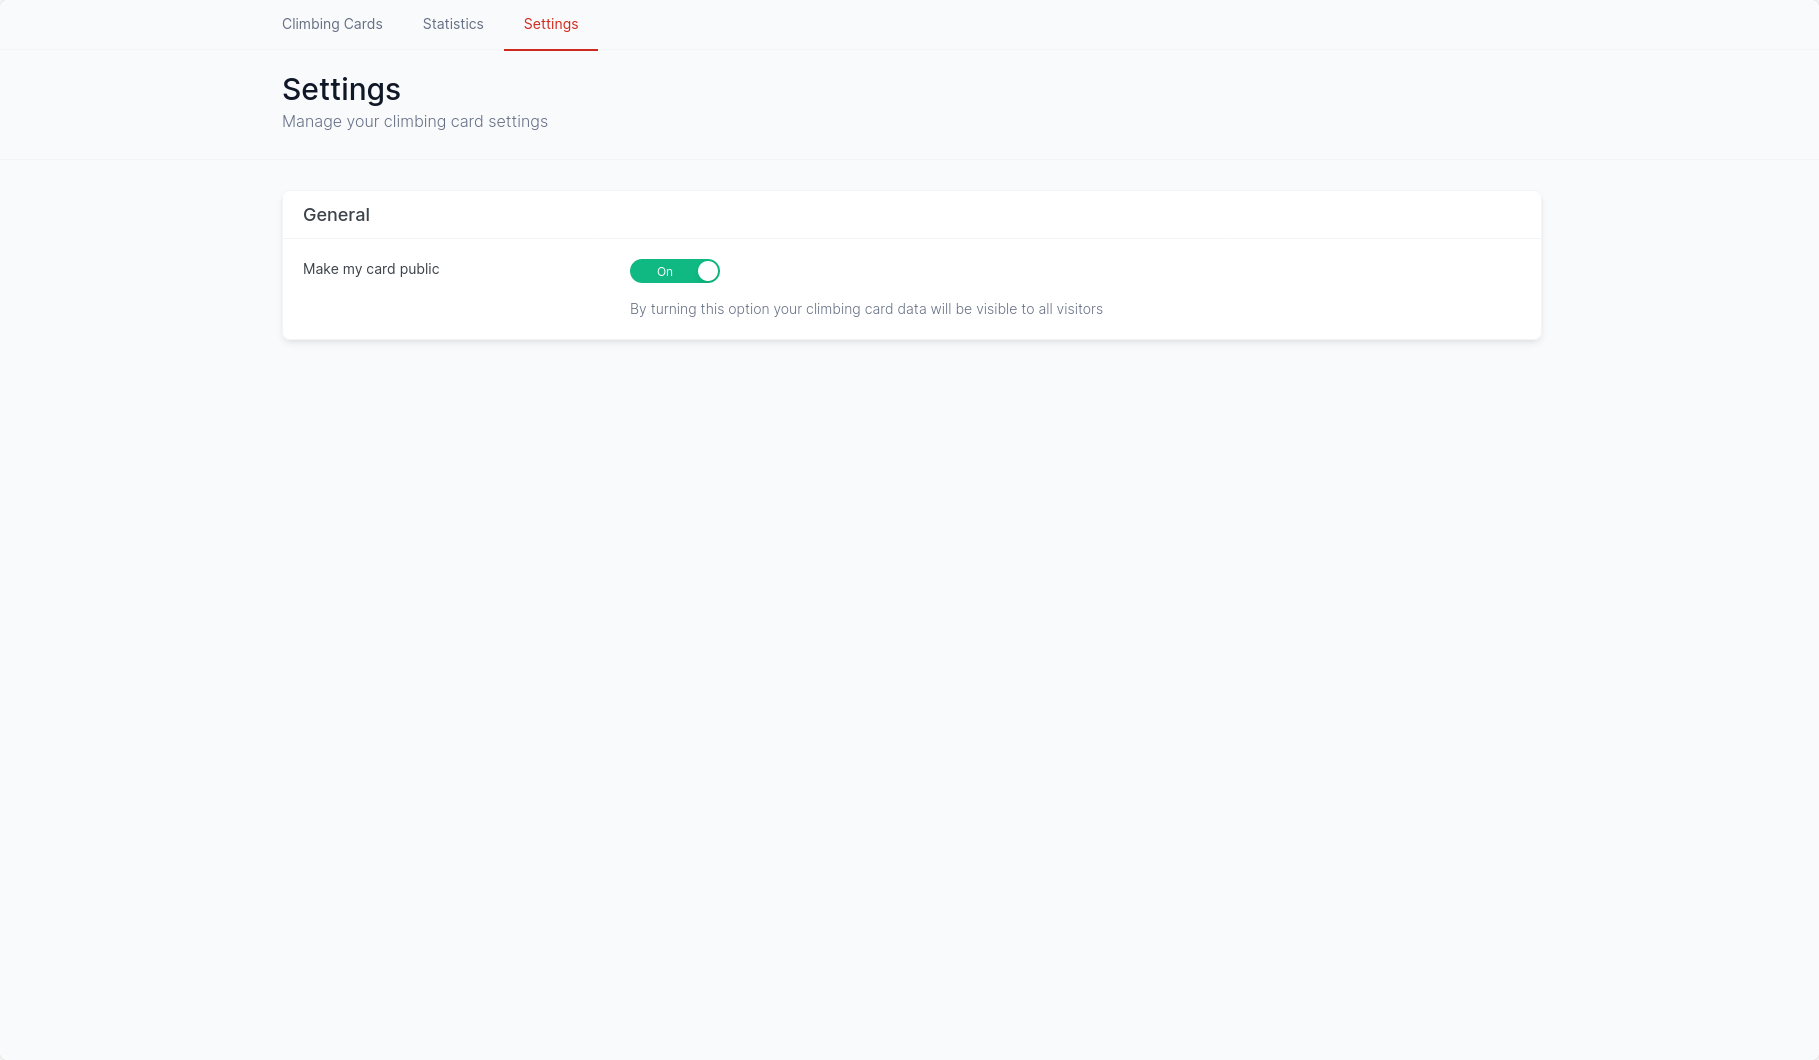 Climbing Cards Statistics Settings
Settings
Manage your climbing card settings
General
Make my card public On
By turning this option your climbing card data will be visible to all visitors